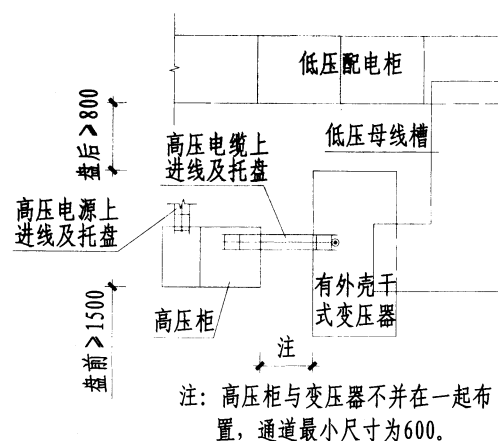 低压配电柜
盘后≥800
高压电缆上
进线及托盘
低压母线槽
高压电源上
进线及托盘
盘前≥1500
高压柜
有外壳干
式变压器
注
注：高压柜与变压器不并在一起布
置，通道最小尺寸为600。